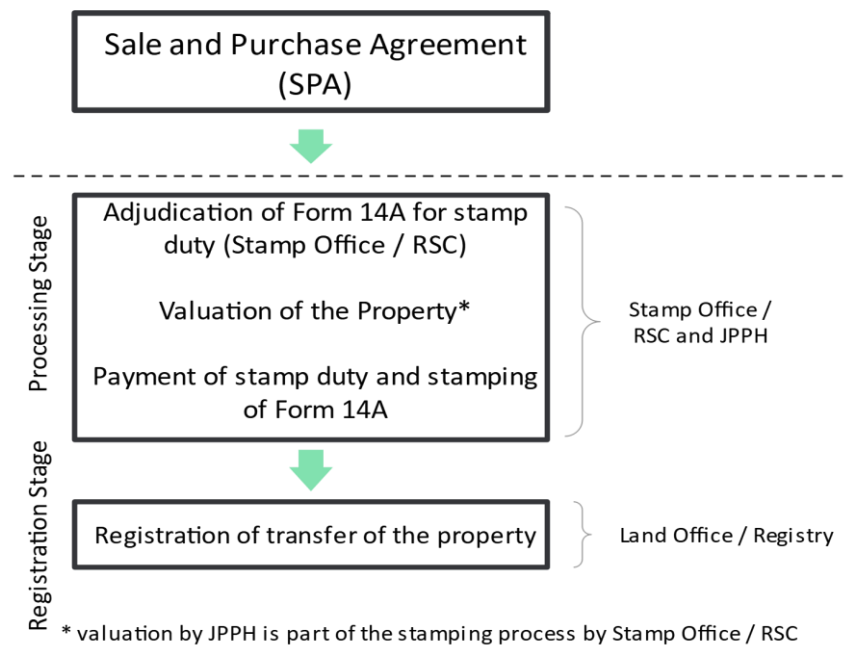 Sale and Purchase Agreement
(SPA)
Processing Stage
Adjudication of Form 14A for stamp
duty (Stamp Office / RSC)
Valuation of the Property*
Payment of stamp duty and stamping
of Form 14A
Stamp Office /
RSC and JPPH
Registration Stage
Registration of transfer of the property
Land Office / Registry
* valuation by JPPH is part of the stamping process by Stamp Office / RSC